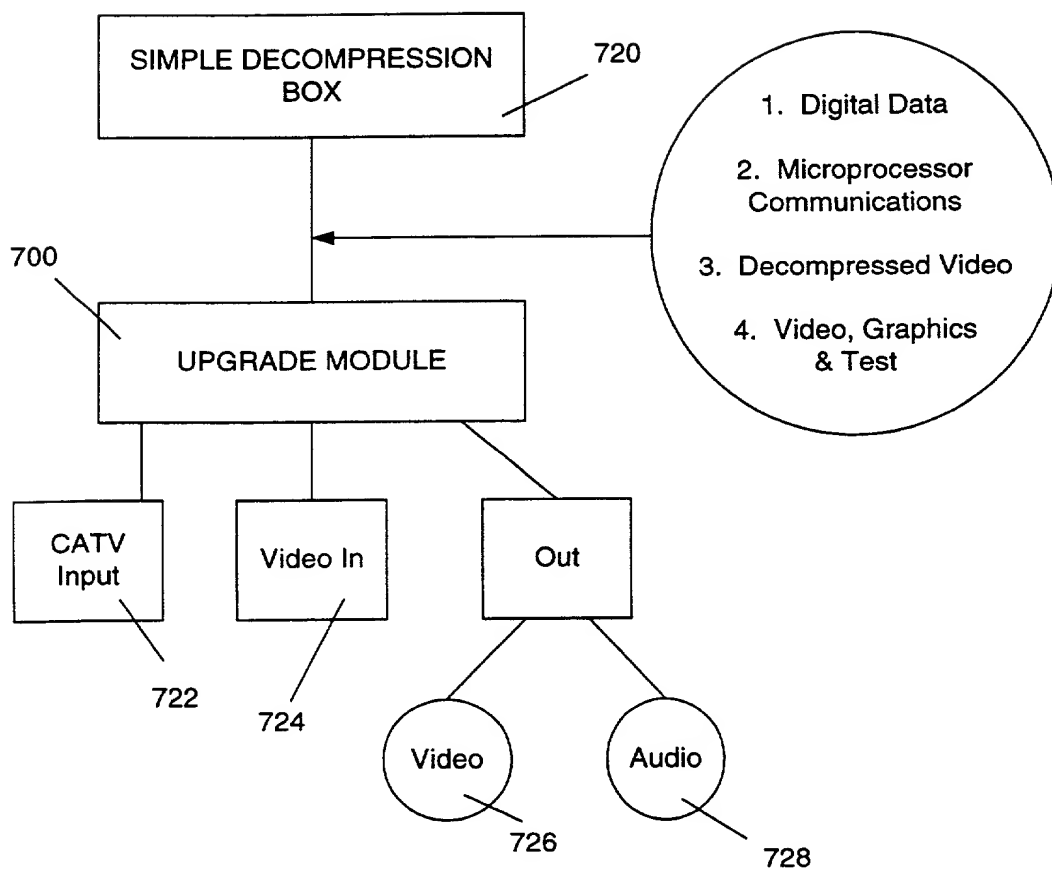 SIMPLE DECOMPRESSION
BOX
720
1. Digital Data
2. Microprocessor
Communications
3. Decompressed Video
4. Video, Graphics
& Test
700
UPGRADE MODULE
CATV
Input
Video In
Out
722
724
Video
Audio
726
728